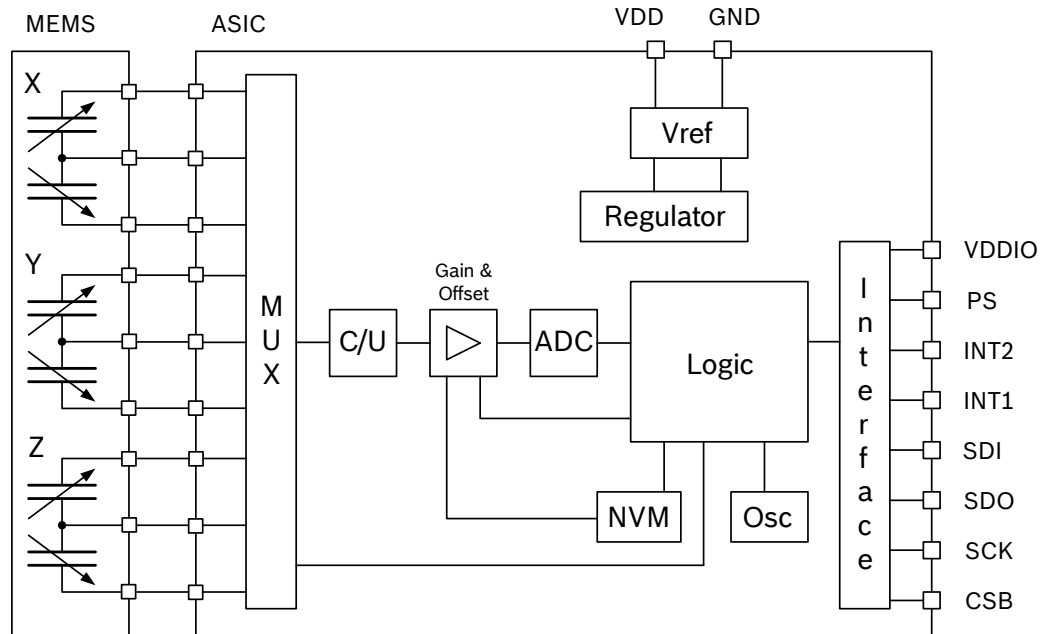 MEMS
ASIC
VDD
GND
X
Vref
Regulator
Y
Gain &
Offset
M
U
X
C/U
ADC
Logic
I
n
t
e
r
f
a
c
e
VDDIO
PS
INT2
INT1
SDI
SDO
SCK
CSB
Z
NVM
Osc